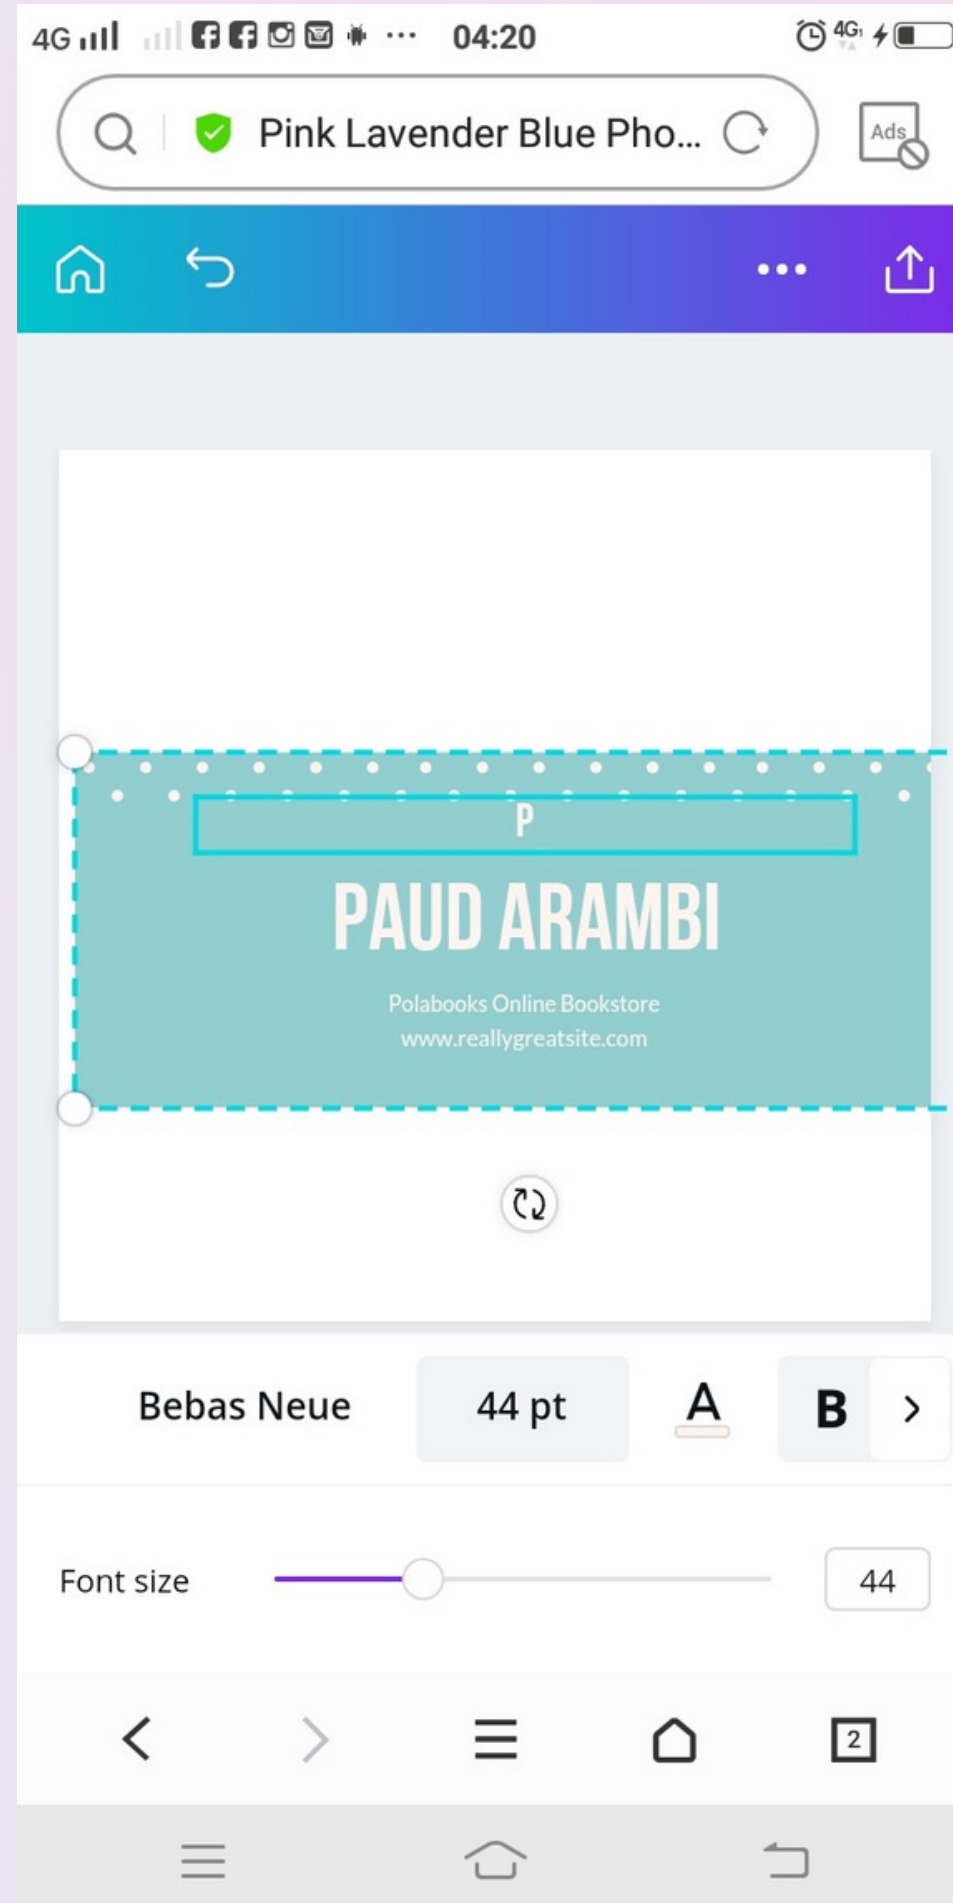 4G 04:20 4G
Pink Lavender Blue Pho... Ads
P
PAUD ARAMBI
Polabooks Online Bookstore
www.reallygreatsite.com
Bebas Neue 44 pt A B
Font size 44
2